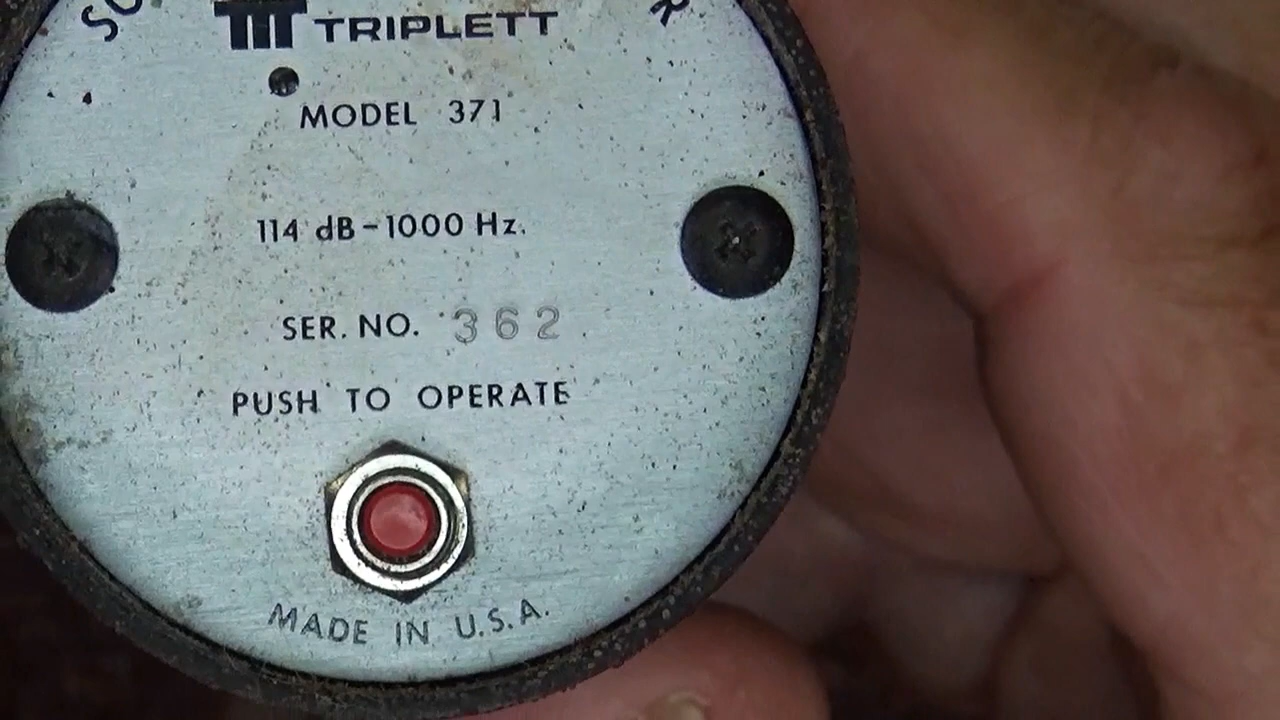 TRIPLETT
MODEL 371
114 dB-1000 Hz.
SER. NO. 362
PUSH TO OPERATE
MADE IN U.S.A.